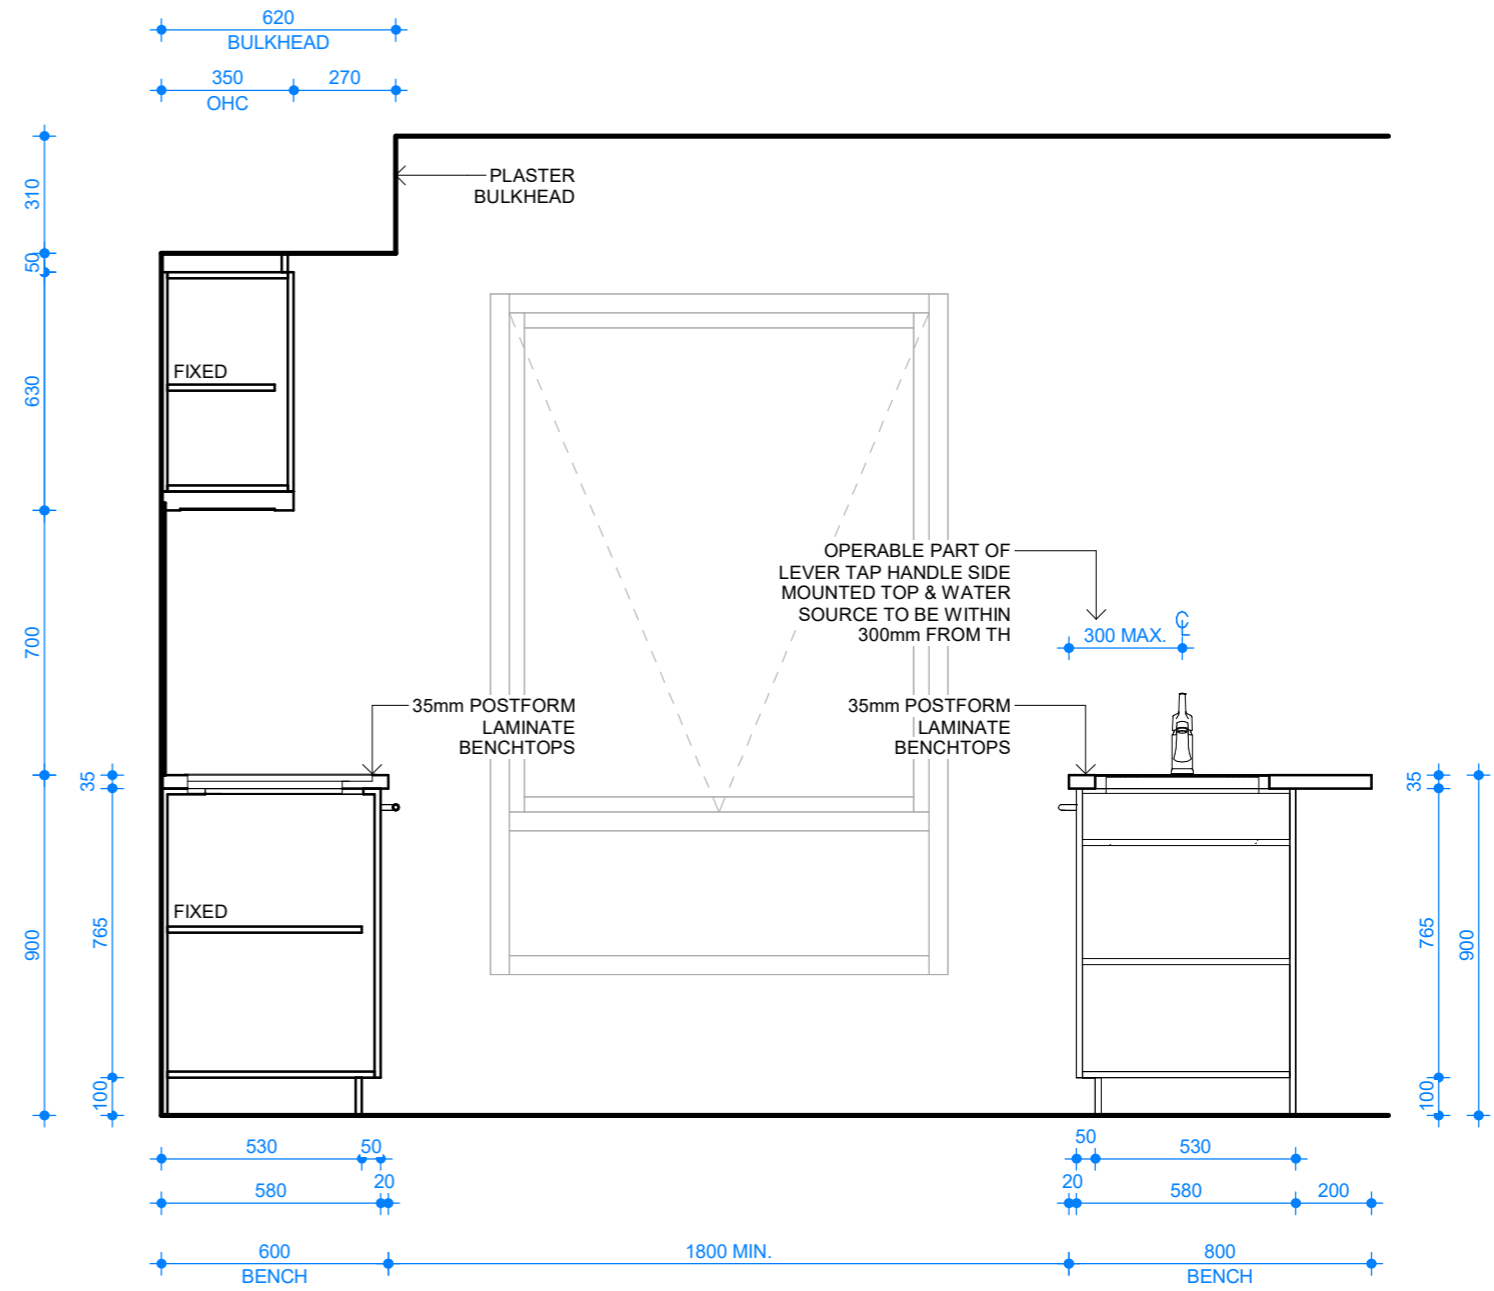 620
BULKHEAD
350
270
OHC
310
50
630
700
900
35
765
100
PLASTER
BULKHEAD
FIXED
OPERABLE PART OF
LEVER TAP HANDLE SIDE
MOUNTED TOP & WATER
SOURCE TO BE WITHIN
300mm FROM TH
300 MAX.
CL
35mm POSTFORM
LAMINATE
BENCHTOPS
35mm POSTFORM
LAMINATE
BENCHTOPS
FIXED
35
765
100
900
530
50
580
20
50
530
20
580
200
600
BENCH
1800 MIN.
800
BENCH